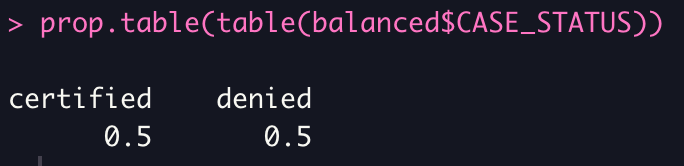 > prop.table(table(balanced$CASE_STATUS))
certified    denied
      0.5       0.5